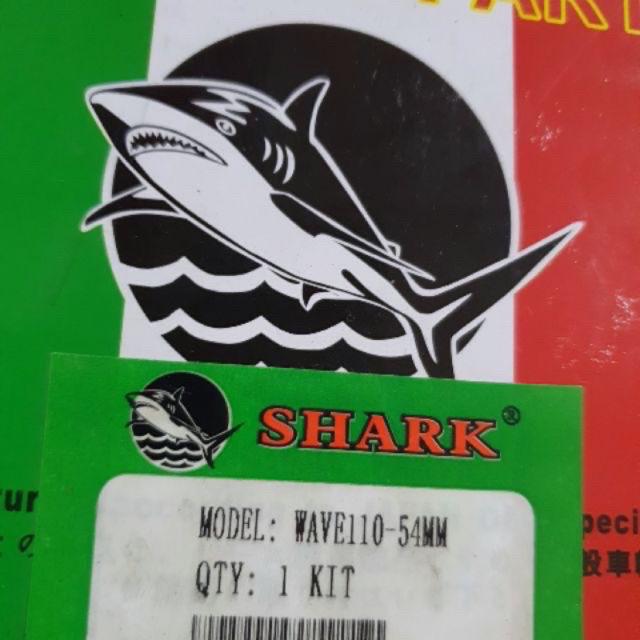 SHARK®
MODEL: WAVE110-54MM
QTY: 1 KIT